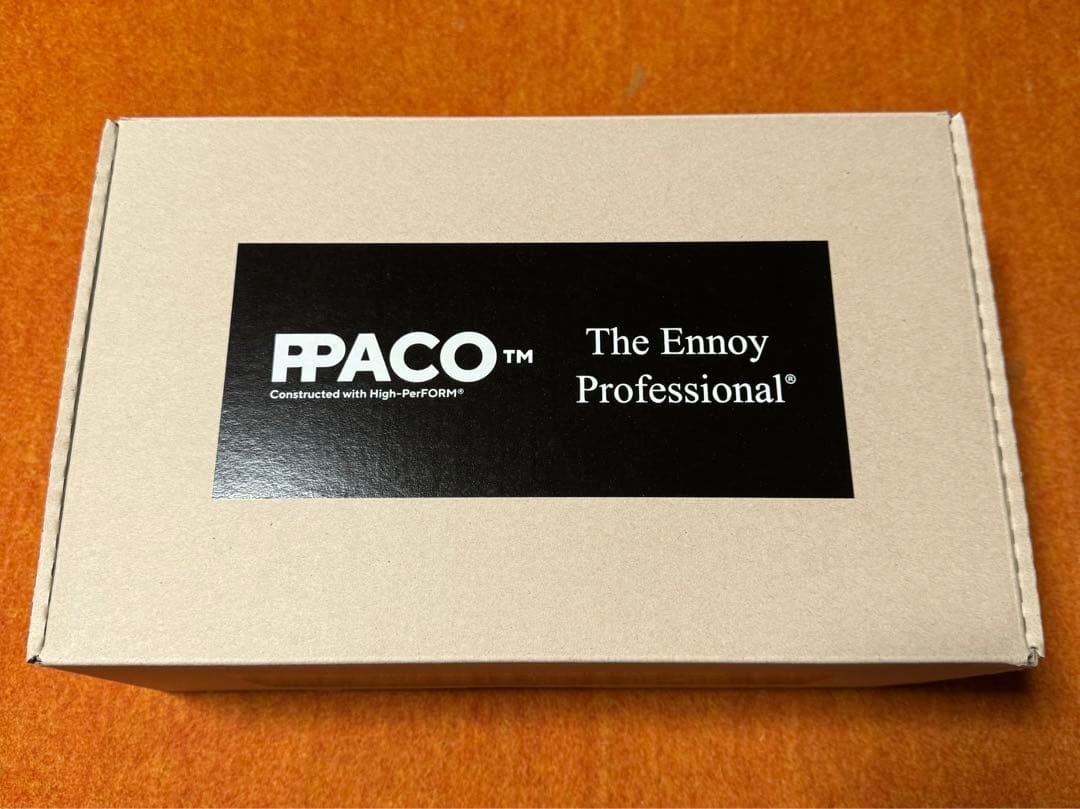 PPACO™
Constructed with High-PerFORM®
The Ennoy
Professional®